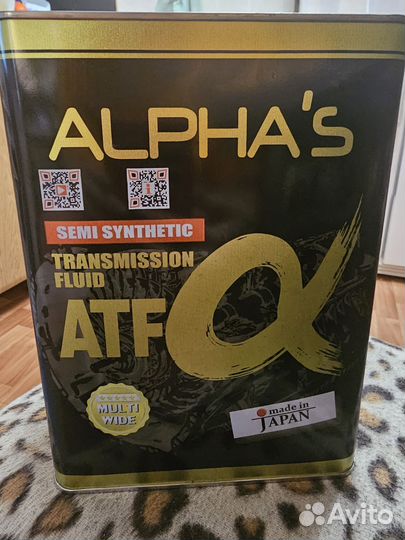 ALPHA's
SEMI SYNTHETIC
TRANSMISSION
FLUID
ATF α
MULTI
WIDE
made in
JAPAN
Avito